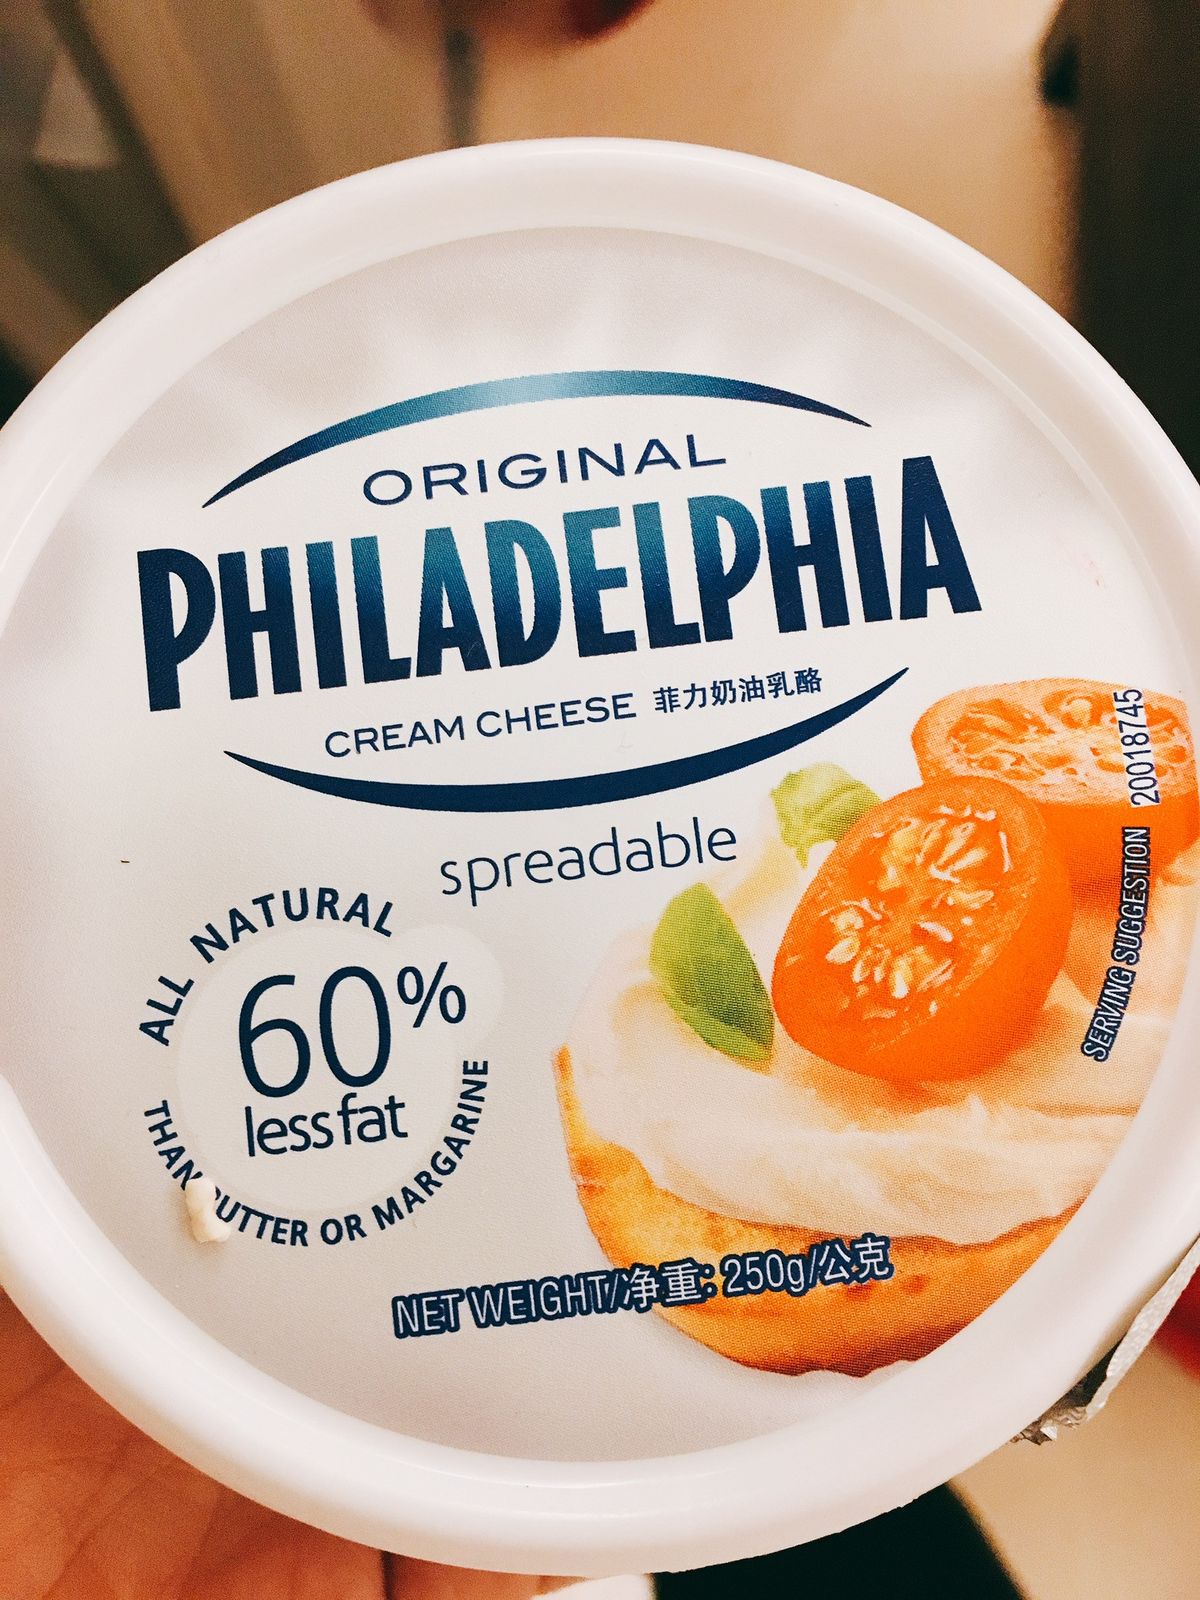 ORIGINAL
PHILADELPHIA
CREAM CHEESE 菲力奶油乳酪
spreadable
ALL NATURAL
60%
less fat
THAN BUTTER OR MARGARINE
NET WEIGHT/净重: 250g/公克
SERVING SUGGESTION 20018745